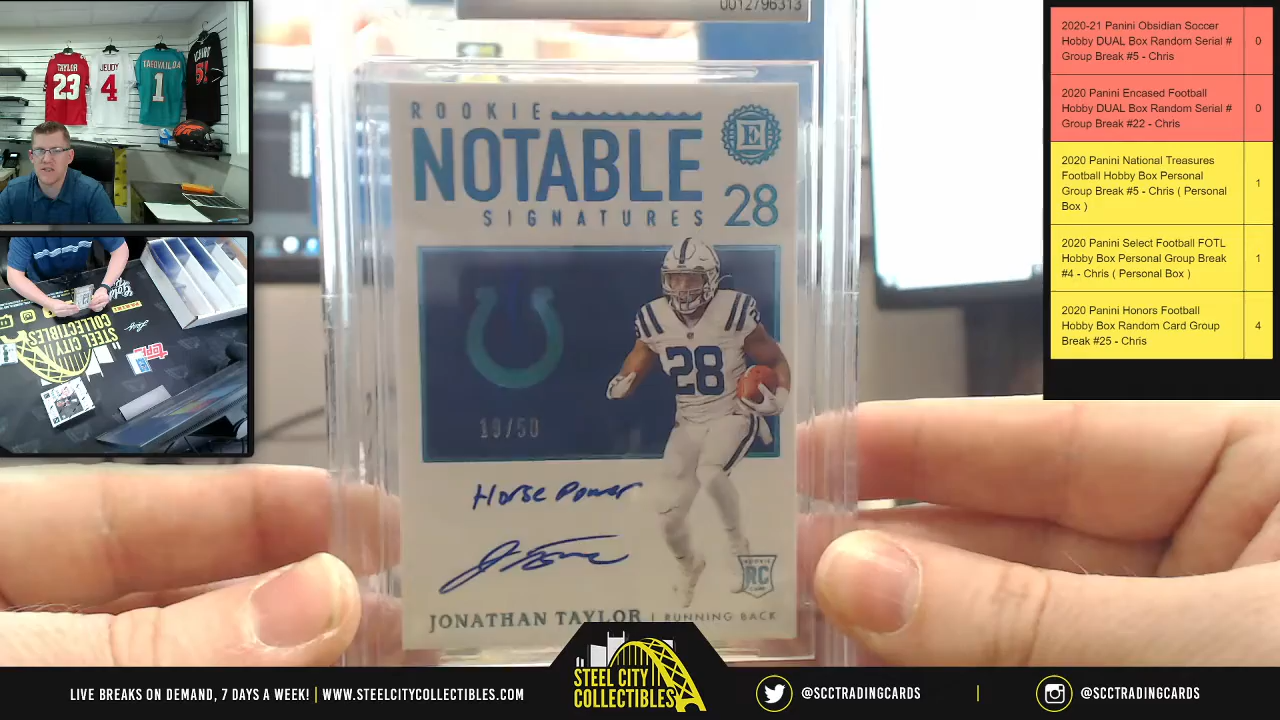 0012796313
ROOKIE
NOTABLE
SIGNATURES
E
28
28
19/50
Horse Power
ROOKIE
RC
JONATHAN TAYLOR | RUNNING BACK
TAYLOR
23
JEUDY
4
TAGOVAILOA
1
STEEL CITY
COLLECTIBLES
2020-21 Panini Obsidian Soccer
Hobby DUAL Box Random Serial #
Group Break #5 - Chris
0
2020 Panini Encased Football
Hobby DUAL Box Random Serial #
Group Break #22 - Chris
0
2020 Panini National Treasures
Football Hobby Box Personal
Group Break #5 - Chris ( Personal
Box )
1
2020 Panini Select Football FOTL
Hobby Box Personal Group Break
#4 - Chris ( Personal Box )
1
2020 Panini Honors Football
Hobby Box Random Card Group
Break #25 - Chris
4
LIVE BREAKS ON DEMAND, 7 DAYS A WEEK! | WWW.STEELCITYCOLLECTIBLES.COM
STEEL CITY
COLLECTIBLES
@SCCTRADINGCARDS
|
@SCCTRADINGCARDS